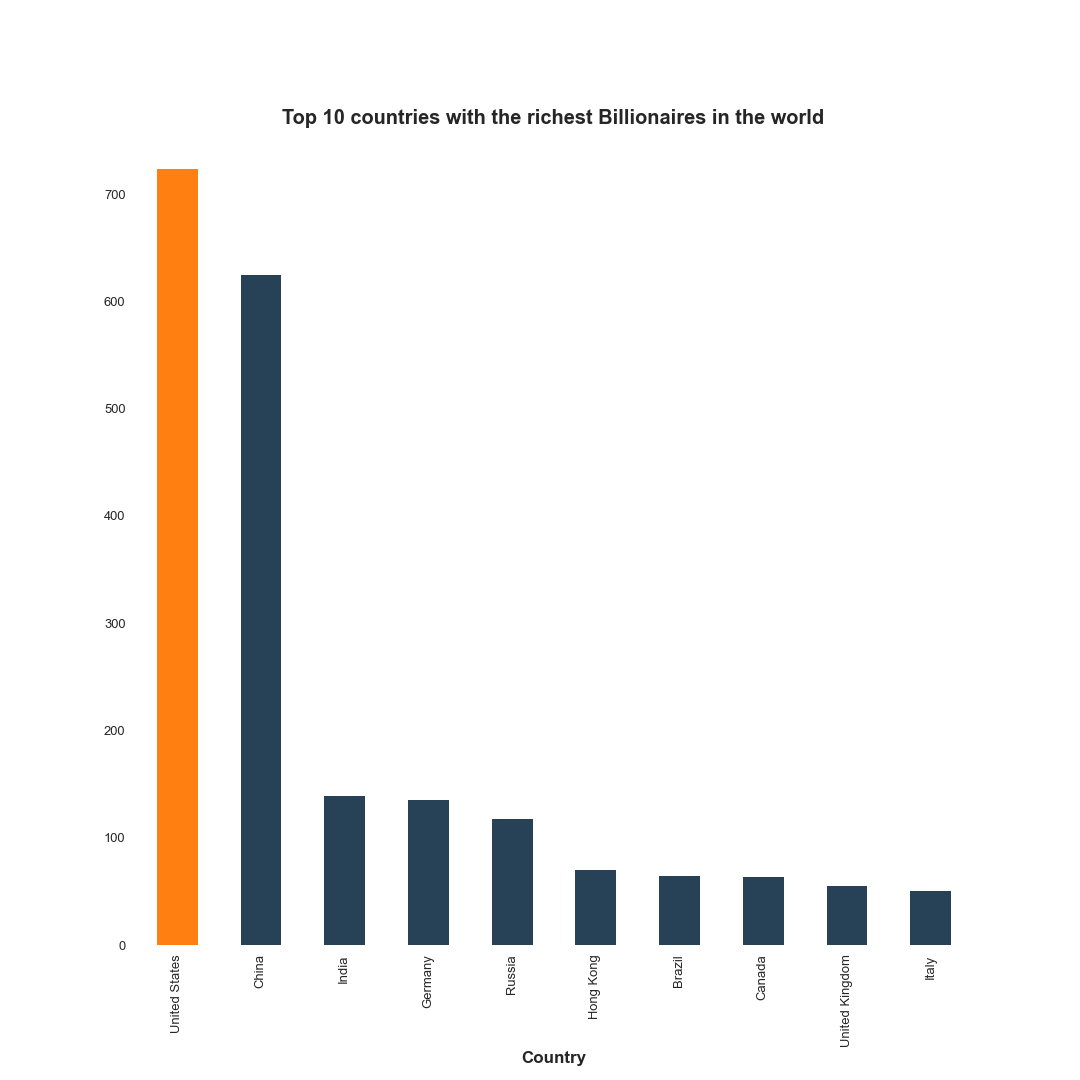 Top 10 countries with the richest Billionaires in the world
700
600
500
400
300
200
100
0
United States
China
India
Germany
Russia
Hong Kong
Brazil
Canada
United Kingdom
Italy
Country